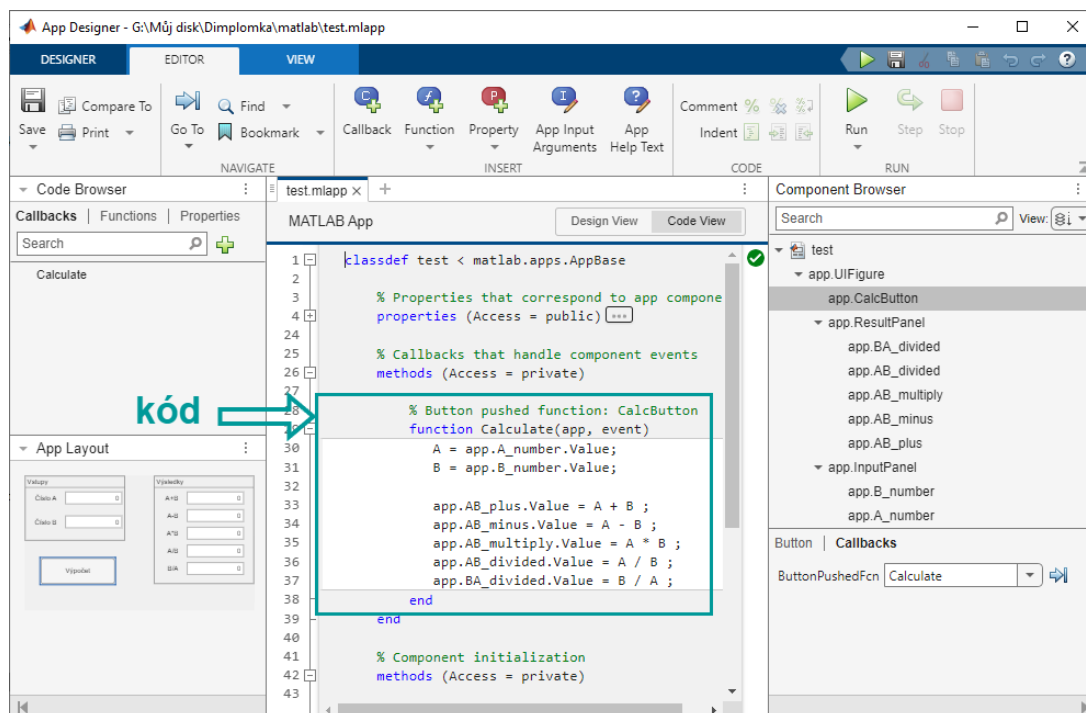 App Designer - G:\Můj disk\Dimplomka\matlab\test.mlapp
DESIGNER EDITOR VIEW
Save
Compare To
Print
Go To
Find
Bookmark
NAVIGATE
Callback
Function
Property
App Input Arguments
App Help Text
INSERT
Comment
Indent
CODE
Run
Step
Stop
RUN
Code Browser
Callbacks | Functions | Properties
Search
Calculate
App Layout
Vstupy
Číslo A 0
Číslo B 0
Výpočet
Výsledky
A+B 0
A-B 0
A*B 0
A/B 0
B/A 0
test.mlapp
MATLAB App
Design View
Code View
1 classdef test < matlab.apps.AppBase
2
3 % Properties that correspond to app compone
4 properties (Access = public) ...
24
25 % Callbacks that handle component events
26 methods (Access = private)
27
28 % Button pushed function: CalcButton
29 function Calculate(app, event)
30 A = app.A_number.Value;
31 B = app.B_number.Value;
32
33 app.AB_plus.Value = A + B ;
34 app.AB_minus.Value = A - B ;
35 app.AB_multiply.Value = A * B ;
36 app.AB_divided.Value = A / B ;
37 app.BA_divided.Value = B / A ;
38 end
39 end
40
41 % Component initialization
42 methods (Access = private)
43
kód
Component Browser
Search
View:
test
app.UIFigure
app.CalcButton
app.ResultPanel
app.BA_divided
app.AB_divided
app.AB_multiply
app.AB_minus
app.AB_plus
app.InputPanel
app.B_number
app.A_number
Button | Callbacks
ButtonPushedFcn Calculate